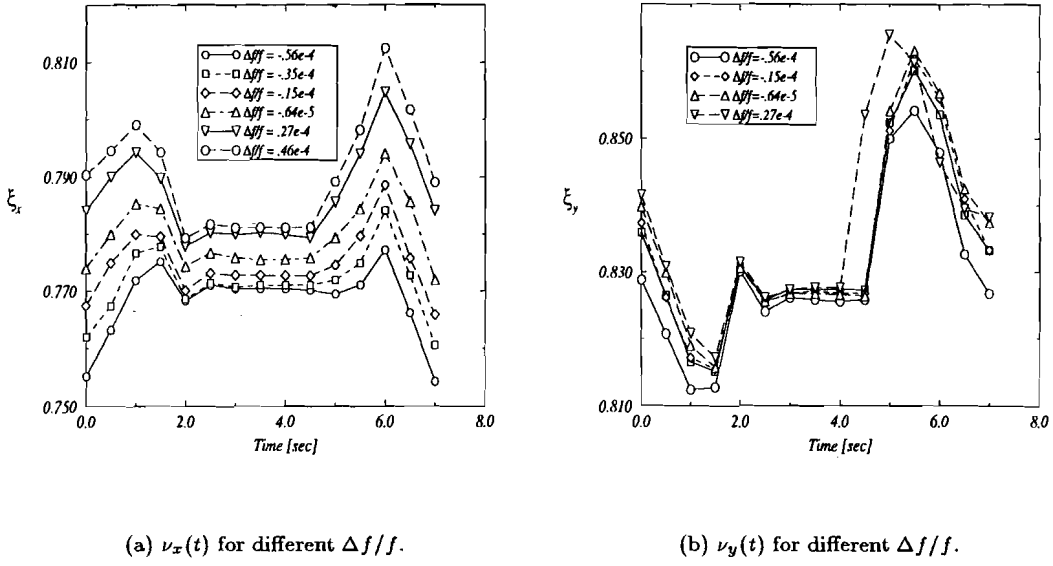 0.810
0.790
0.770
0.750
ξx
Δf/f = -.56e-4
Δf/f = -.35e-4
Δf/f = -.15e-4
Δf/f = -.64e-5
Δf/f = .27e-4
Δf/f = .46e-4
0.0 2.0 4.0 6.0 8.0
Time [sec]
(a) νx(t) for different Δf/f.
0.850
0.830
0.810
ξy
Δf/f=-.56e-4
Δf/f=-.15e-4
Δf/f=-.64e-5
Δf/f=.27e-4
0.0 2.0 4.0 6.0 8.0
Time [sec]
(b) νy(t) for different Δf/f.